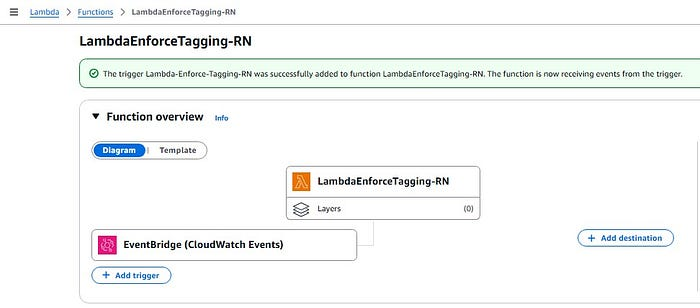 Lambda > Functions > LambdaEnforceTagging-RN
LambdaEnforceTagging-RN
The trigger Lambda-Enforce-Tagging-RN was successfully added to function LambdaEnforceTagging-RN. The function is now receiving events from the trigger.
▼ Function overview Info
Diagram | Template
LambdaEnforceTagging-RN
Layers (0)
EventBridge (CloudWatch Events)
+ Add destination
+ Add trigger